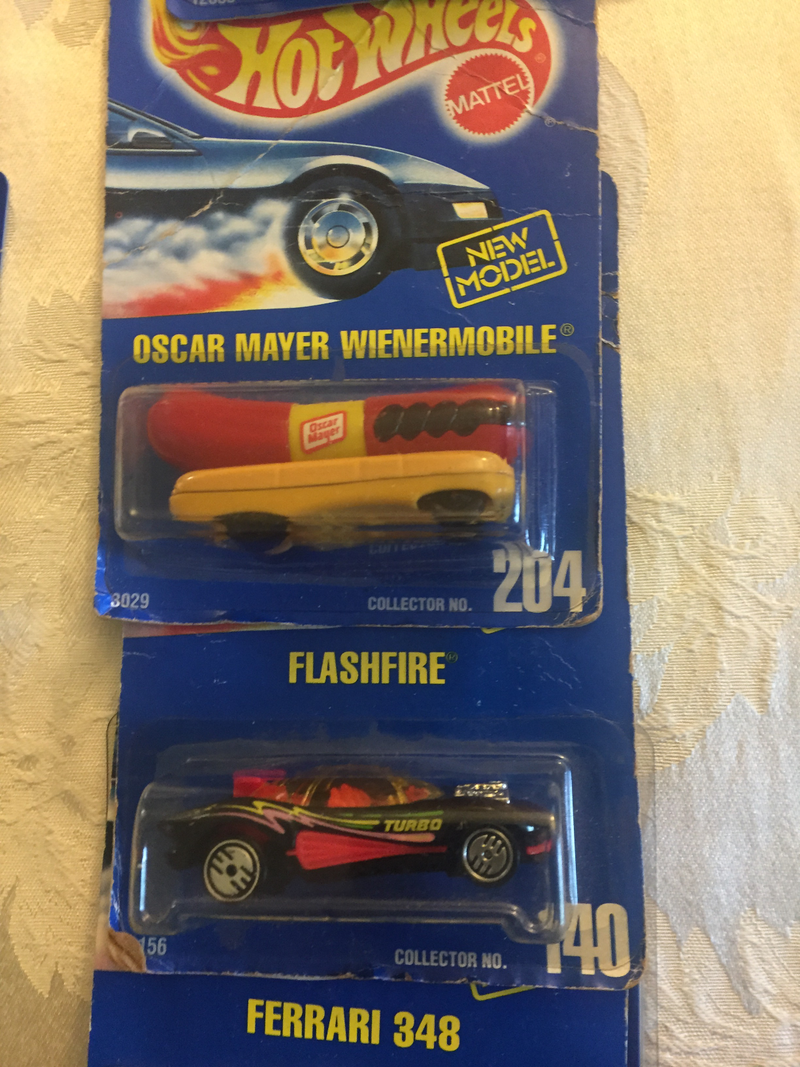 HOT WHEELS®
MATTEL
NEW
MODEL
OSCAR MAYER WIENERMOBILE®
Oscar
Mayer
3029
COLLECTOR NO. 204
FLASHFIRE
TURBO
156
COLLECTOR NO. 140
FERRARI 348